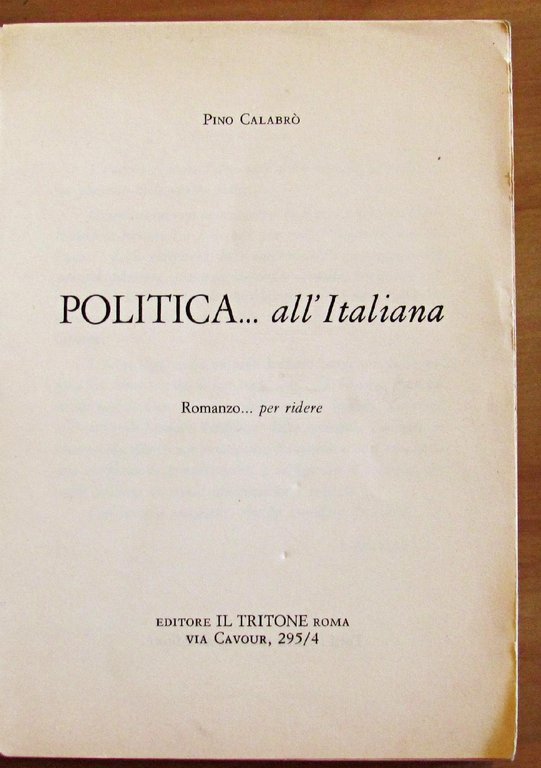 Pino Calabrò
POLITICA... all'Italiana
Romanzo... per ridere
EDITORE IL TRITONE ROMA
VIA CAVOUR, 295/4